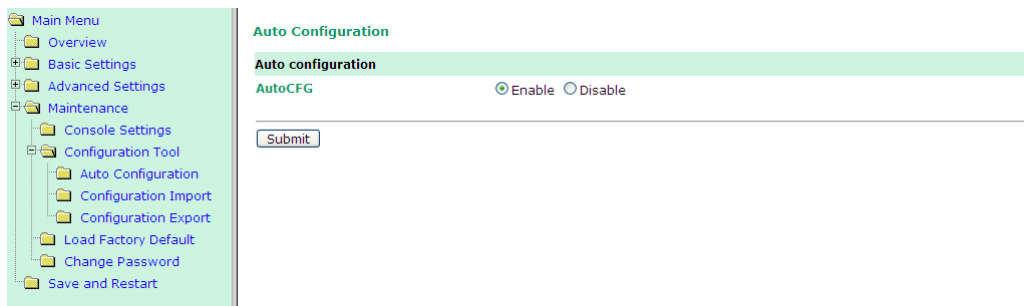 Main Menu
Overview
Basic Settings
Advanced Settings
Maintenance
Console Settings
Configuration Tool
Auto Configuration
Configuration Import
Configuration Export
Load Factory Default
Change Password
Save and Restart
Auto Configuration
Auto configuration
AutoCFG Enable Disable
Submit